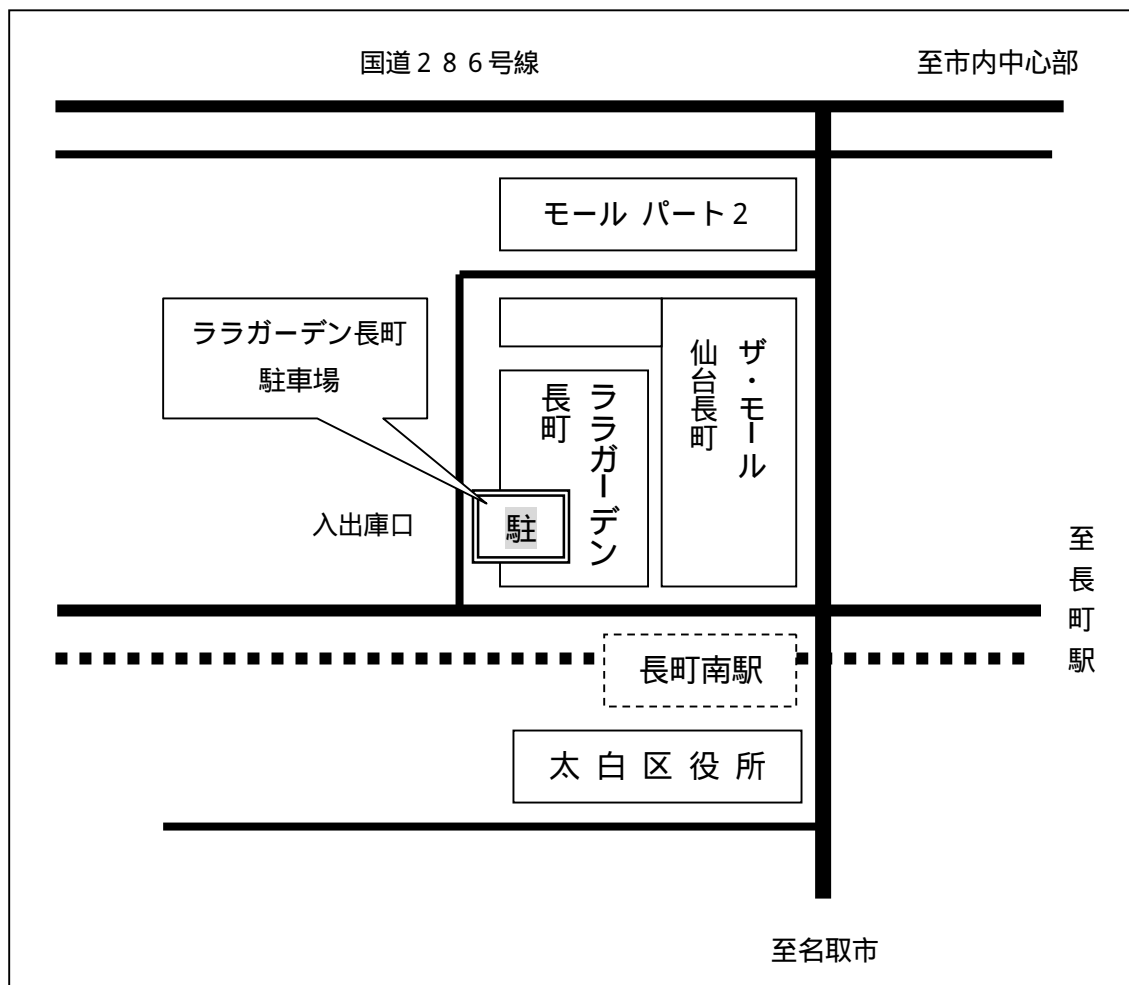 国道２８６号線
至市内中心部
モール パート２
ララガーデン長町
駐車場
ザ・モール
仙台長町
ララガーデン
長町
入出庫口
駐
至長町駅
長町南駅
太白区役所
至名取市